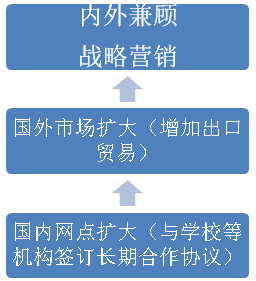 内外兼顾
战略营销
国外市场扩大（增加出口
贸易）
国内网点扩大（与学校等
机构签订长期合作协议）